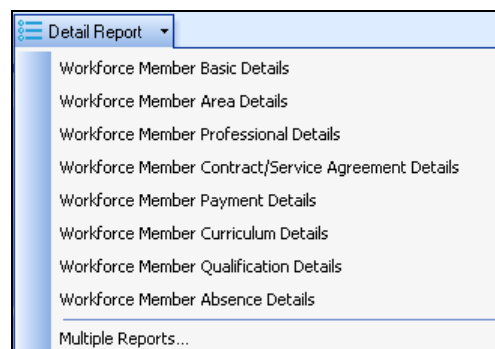 Detail Report
Workforce Member Basic Details
Workforce Member Area Details
Workforce Member Professional Details
Workforce Member Contract/Service Agreement Details
Workforce Member Payment Details
Workforce Member Curriculum Details
Workforce Member Qualification Details
Workforce Member Absence Details
Multiple Reports...